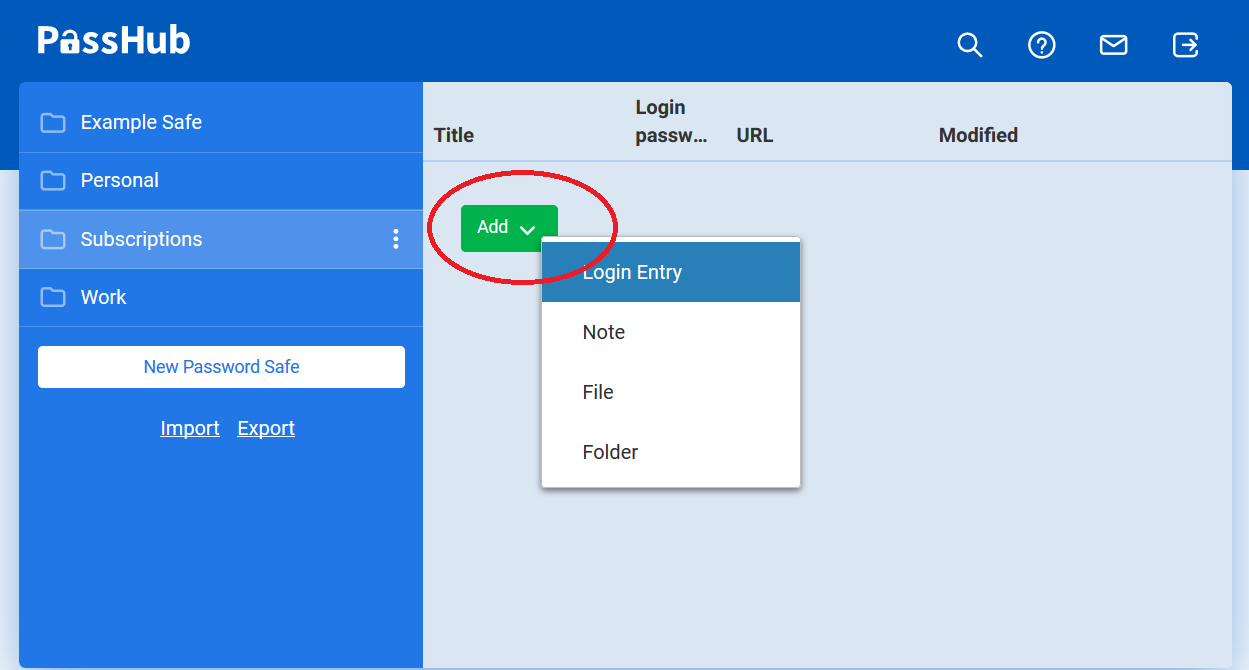 PassHub
Example Safe
Personal
Subscriptions
Work
New Password Safe
Import Export
Title
Login
passw...
URL
Modified
Add
Login Entry
Note
File
Folder